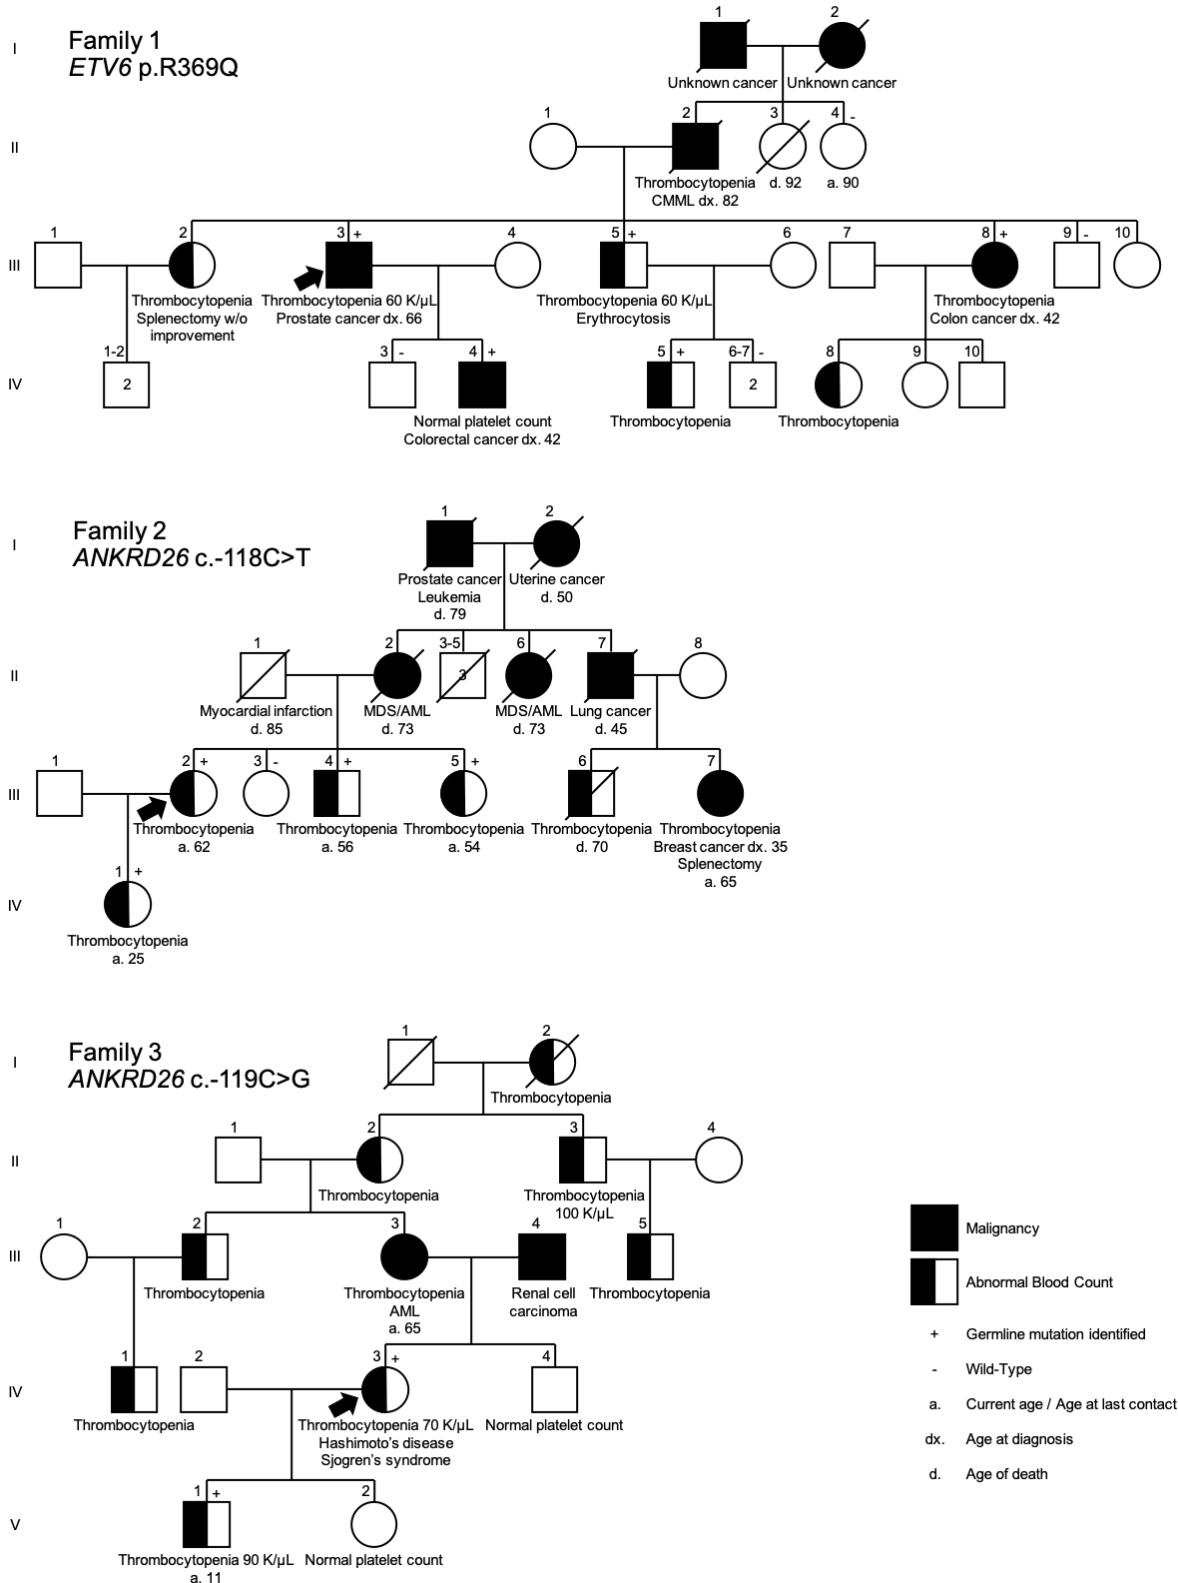 Family 1
ETV6 p.R369Q
I
1 2
Unknown cancer Unknown cancer
II
1 2 3 4 -
Thrombocytopenia
CMML dx. 82
d. 92
a. 90
III
1 2 3 + 4 5 + 6 7 8 + 9 - 10
Thrombocytopenia
Splenectomy w/o
improvement
Thrombocytopenia 60 K/µL
Prostate cancer dx. 66
Thrombocytopenia 60 K/µL
Erythrocytosis
Thrombocytopenia
Colon cancer dx. 42
IV
1-2 3 - 4 + 5 + 6-7 - 8 9 10
2
2
Normal platelet count
Colorectal cancer dx. 42
Thrombocytopenia
Thrombocytopenia
Family 2
ANKRD26 c.-118C>T
I
1 2
Prostate cancer
Leukemia
d. 79
Uterine cancer
d. 50
II
1 2 3-5 6 7 8
3
Myocardial infarction
d. 85
MDS/AML
d. 73
MDS/AML
d. 73
Lung cancer
d. 45
III
1 2 + 3 - 4 + 5 + 6 7
Thrombocytopenia
a. 62
Thrombocytopenia
a. 56
Thrombocytopenia
a. 54
Thrombocytopenia
d. 70
Thrombocytopenia
Breast cancer dx. 35
Splenectomy
a. 65
IV
1 +
Thrombocytopenia
a. 25
Family 3
ANKRD26 c.-119C>G
I
1 2
Thrombocytopenia
II
1 2 3 4
Thrombocytopenia
Thrombocytopenia
100 K/µL
III
1 2 3 4 5
Thrombocytopenia
Thrombocytopenia
AML
a. 65
Renal cell
carcinoma
Thrombocytopenia
IV
1 2 3 + 4
Thrombocytopenia
Thrombocytopenia 70 K/µL
Hashimoto's disease
Sjogren's syndrome
Normal platelet count
V
1 + 2
Thrombocytopenia 90 K/µL
a. 11
Normal platelet count
Malignancy
Abnormal Blood Count
+ Germline mutation identified
- Wild-Type
a. Current age / Age at last contact
dx. Age at diagnosis
d. Age of death